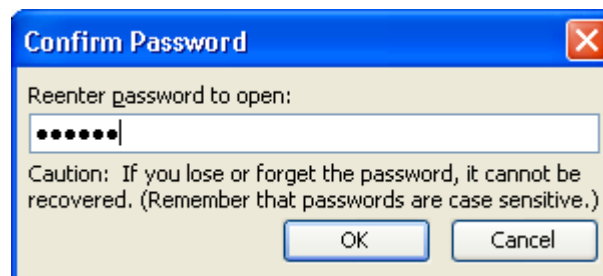 Confirm Password
Reenter password to open:
●●●●●●
Caution:  If you lose or forget the password, it cannot be
recovered. (Remember that passwords are case sensitive.)
OK
Cancel